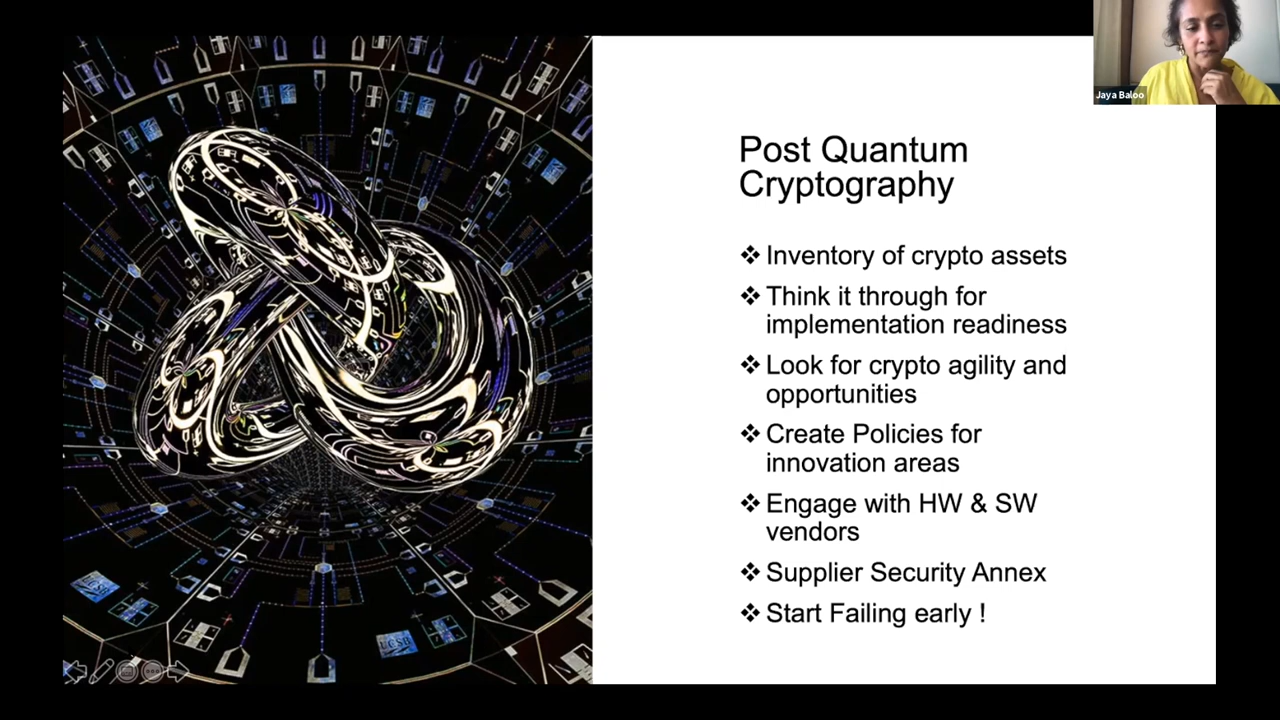 Jaya Baloo
Post Quantum
Cryptography
❖ Inventory of crypto assets
❖ Think it through for
implementation readiness
❖ Look for crypto agility and
opportunities
❖ Create Policies for
innovation areas
❖ Engage with HW & SW
vendors
❖ Supplier Security Annex
❖ Start Failing early !
UCSB